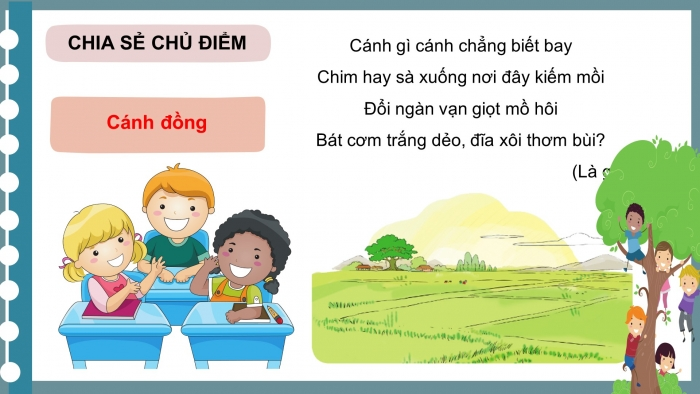 CHIA SẺ CHỦ ĐIỂM
Cánh đồng
Cánh gì cánh chẳng biết bay
Chim hay sà xuống nơi đây kiếm mồi
Đổi ngàn vạn giọt mồ hôi
Bát cơm trắng dẻo, đĩa xôi thơm bùi?
(Là